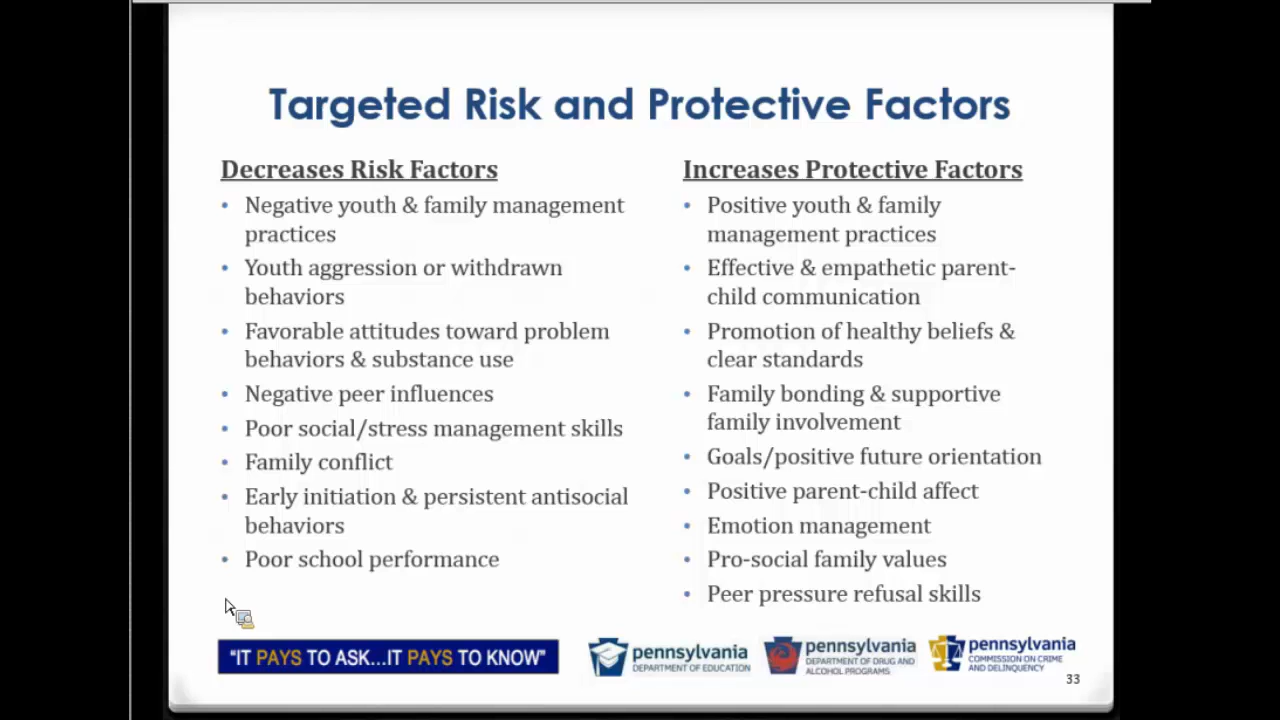 Targeted Risk and Protective Factors
Decreases Risk Factors
• Negative youth & family management
practices
• Youth aggression or withdrawn
behaviors
• Favorable attitudes toward problem
behaviors & substance use
• Negative peer influences
• Poor social/stress management skills
• Family conflict
• Early initiation & persistent antisocial
behaviors
• Poor school performance
Increases Protective Factors
• Positive youth & family
management practices
• Effective & empathetic parent-
child communication
• Promotion of healthy beliefs &
clear standards
• Family bonding & supportive
family involvement
• Goals/positive future orientation
• Positive parent-child affect
• Emotion management
• Pro-social family values
• Peer pressure refusal skills
“IT PAYS TO ASK...IT PAYS TO KNOW”
pennsylvania
DEPARTMENT OF EDUCATION
pennsylvania
DEPARTMENT OF DRUG AND
ALCOHOL PROGRAMS
pennsylvania
COMMISSION ON CRIME
AND DELINQUENCY
33